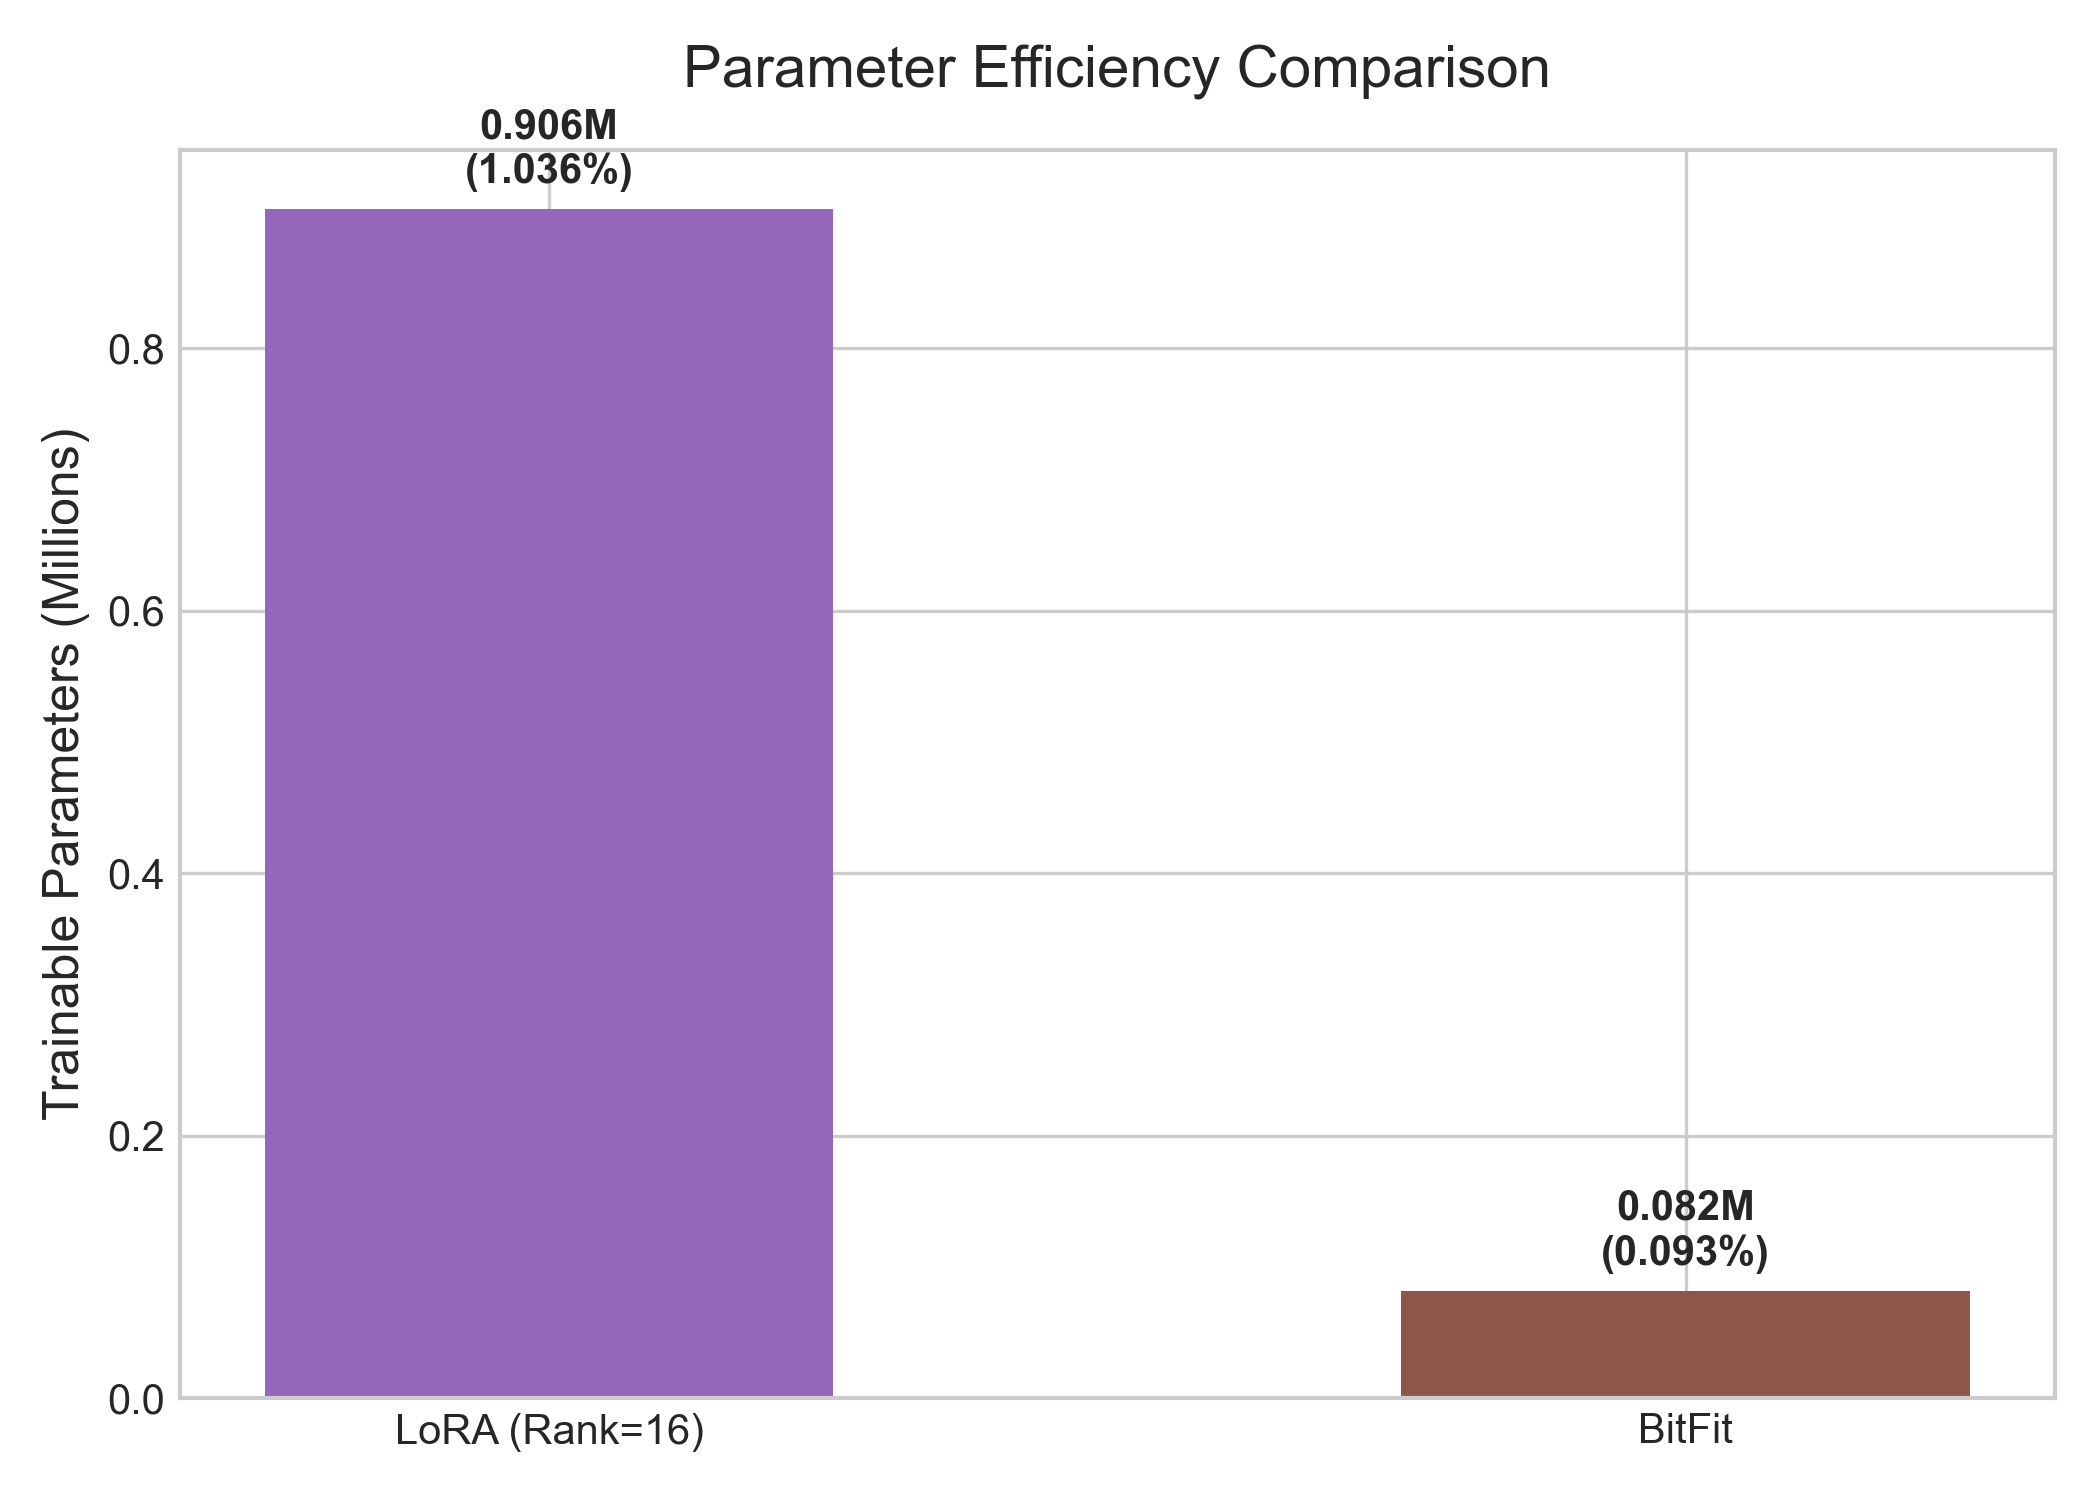 Parameter Efficiency Comparison
0.906M
(1.036%)
Trainable Parameters (Millions)
0.8
0.6
0.4
0.2
0.0
0.082M
(0.093%)
LoRA (Rank=16)
BitFit